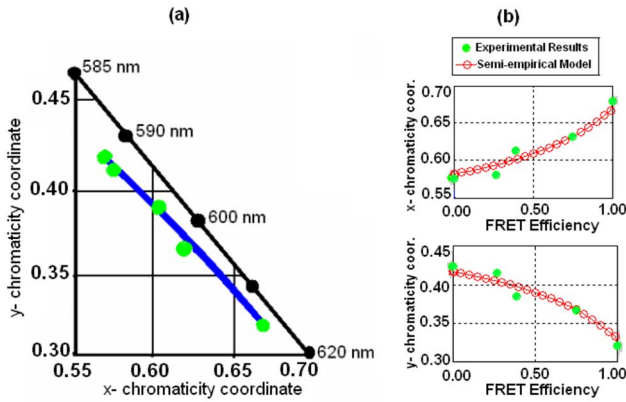 (a)
585 nm
590 nm
600 nm
620 nm
0.45
0.40
0.35
0.30
0.55
0.60
0.65
0.70
y- chromaticity coordinate
x- chromaticity coordinate
(b)
Experimental Results
Semi-empirical Model
x- chromaticity coor.
0.70
0.65
0.60
0.55
0.00
0.50
1.00
FRET Efficiency
y- chromaticity coor.
0.45
0.40
0.35
0.30
0.00
0.50
1.00
FRET Efficiency